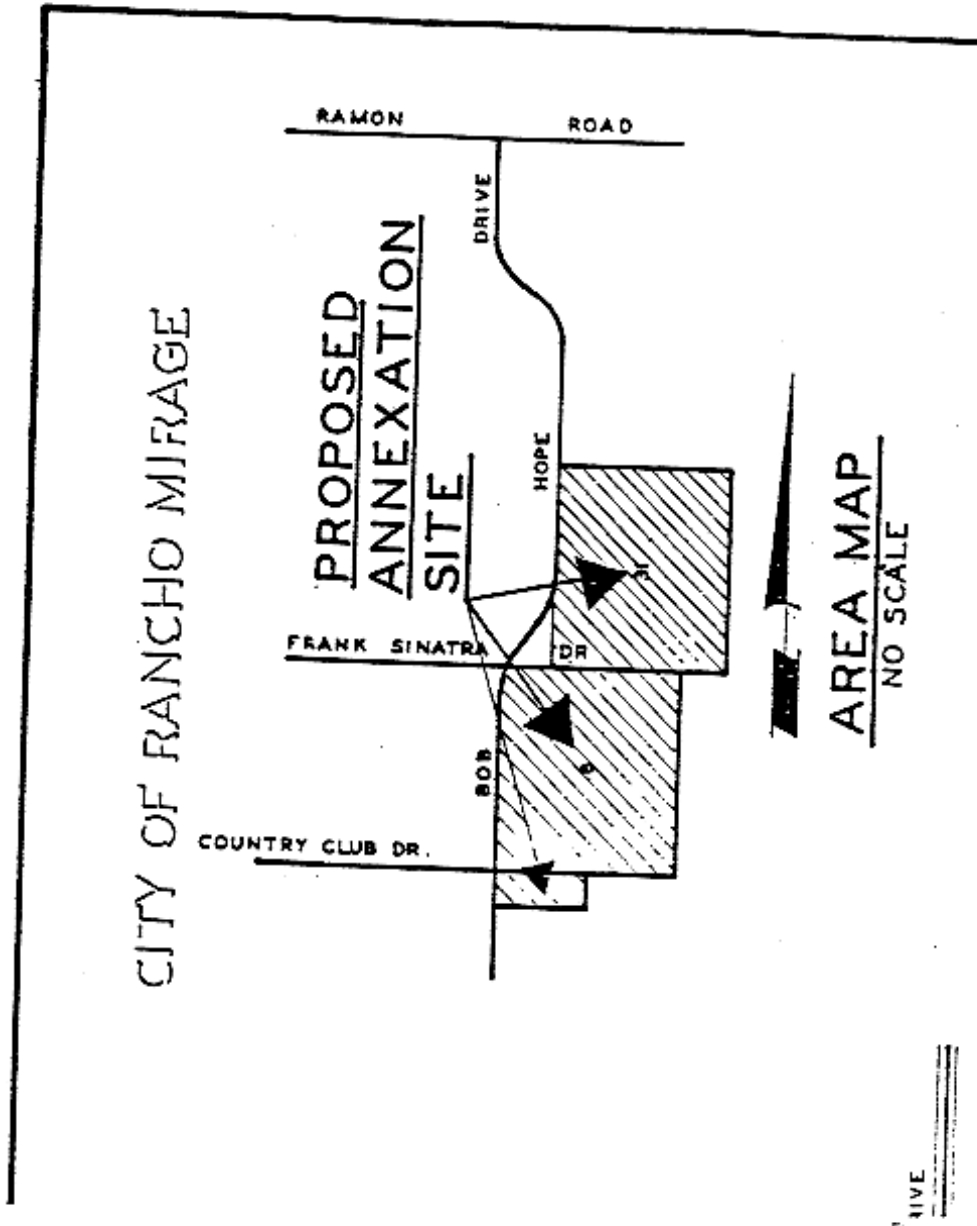 CITY OF RANCHO MIRAGE
RAMON ROAD
DRIVE
PROPOSED
ANNEXATION
SITE
HOPE
FRANK SINATRA DR
BOB
COUNTRY CLUB DR.
31
AREA MAP
NO SCALE